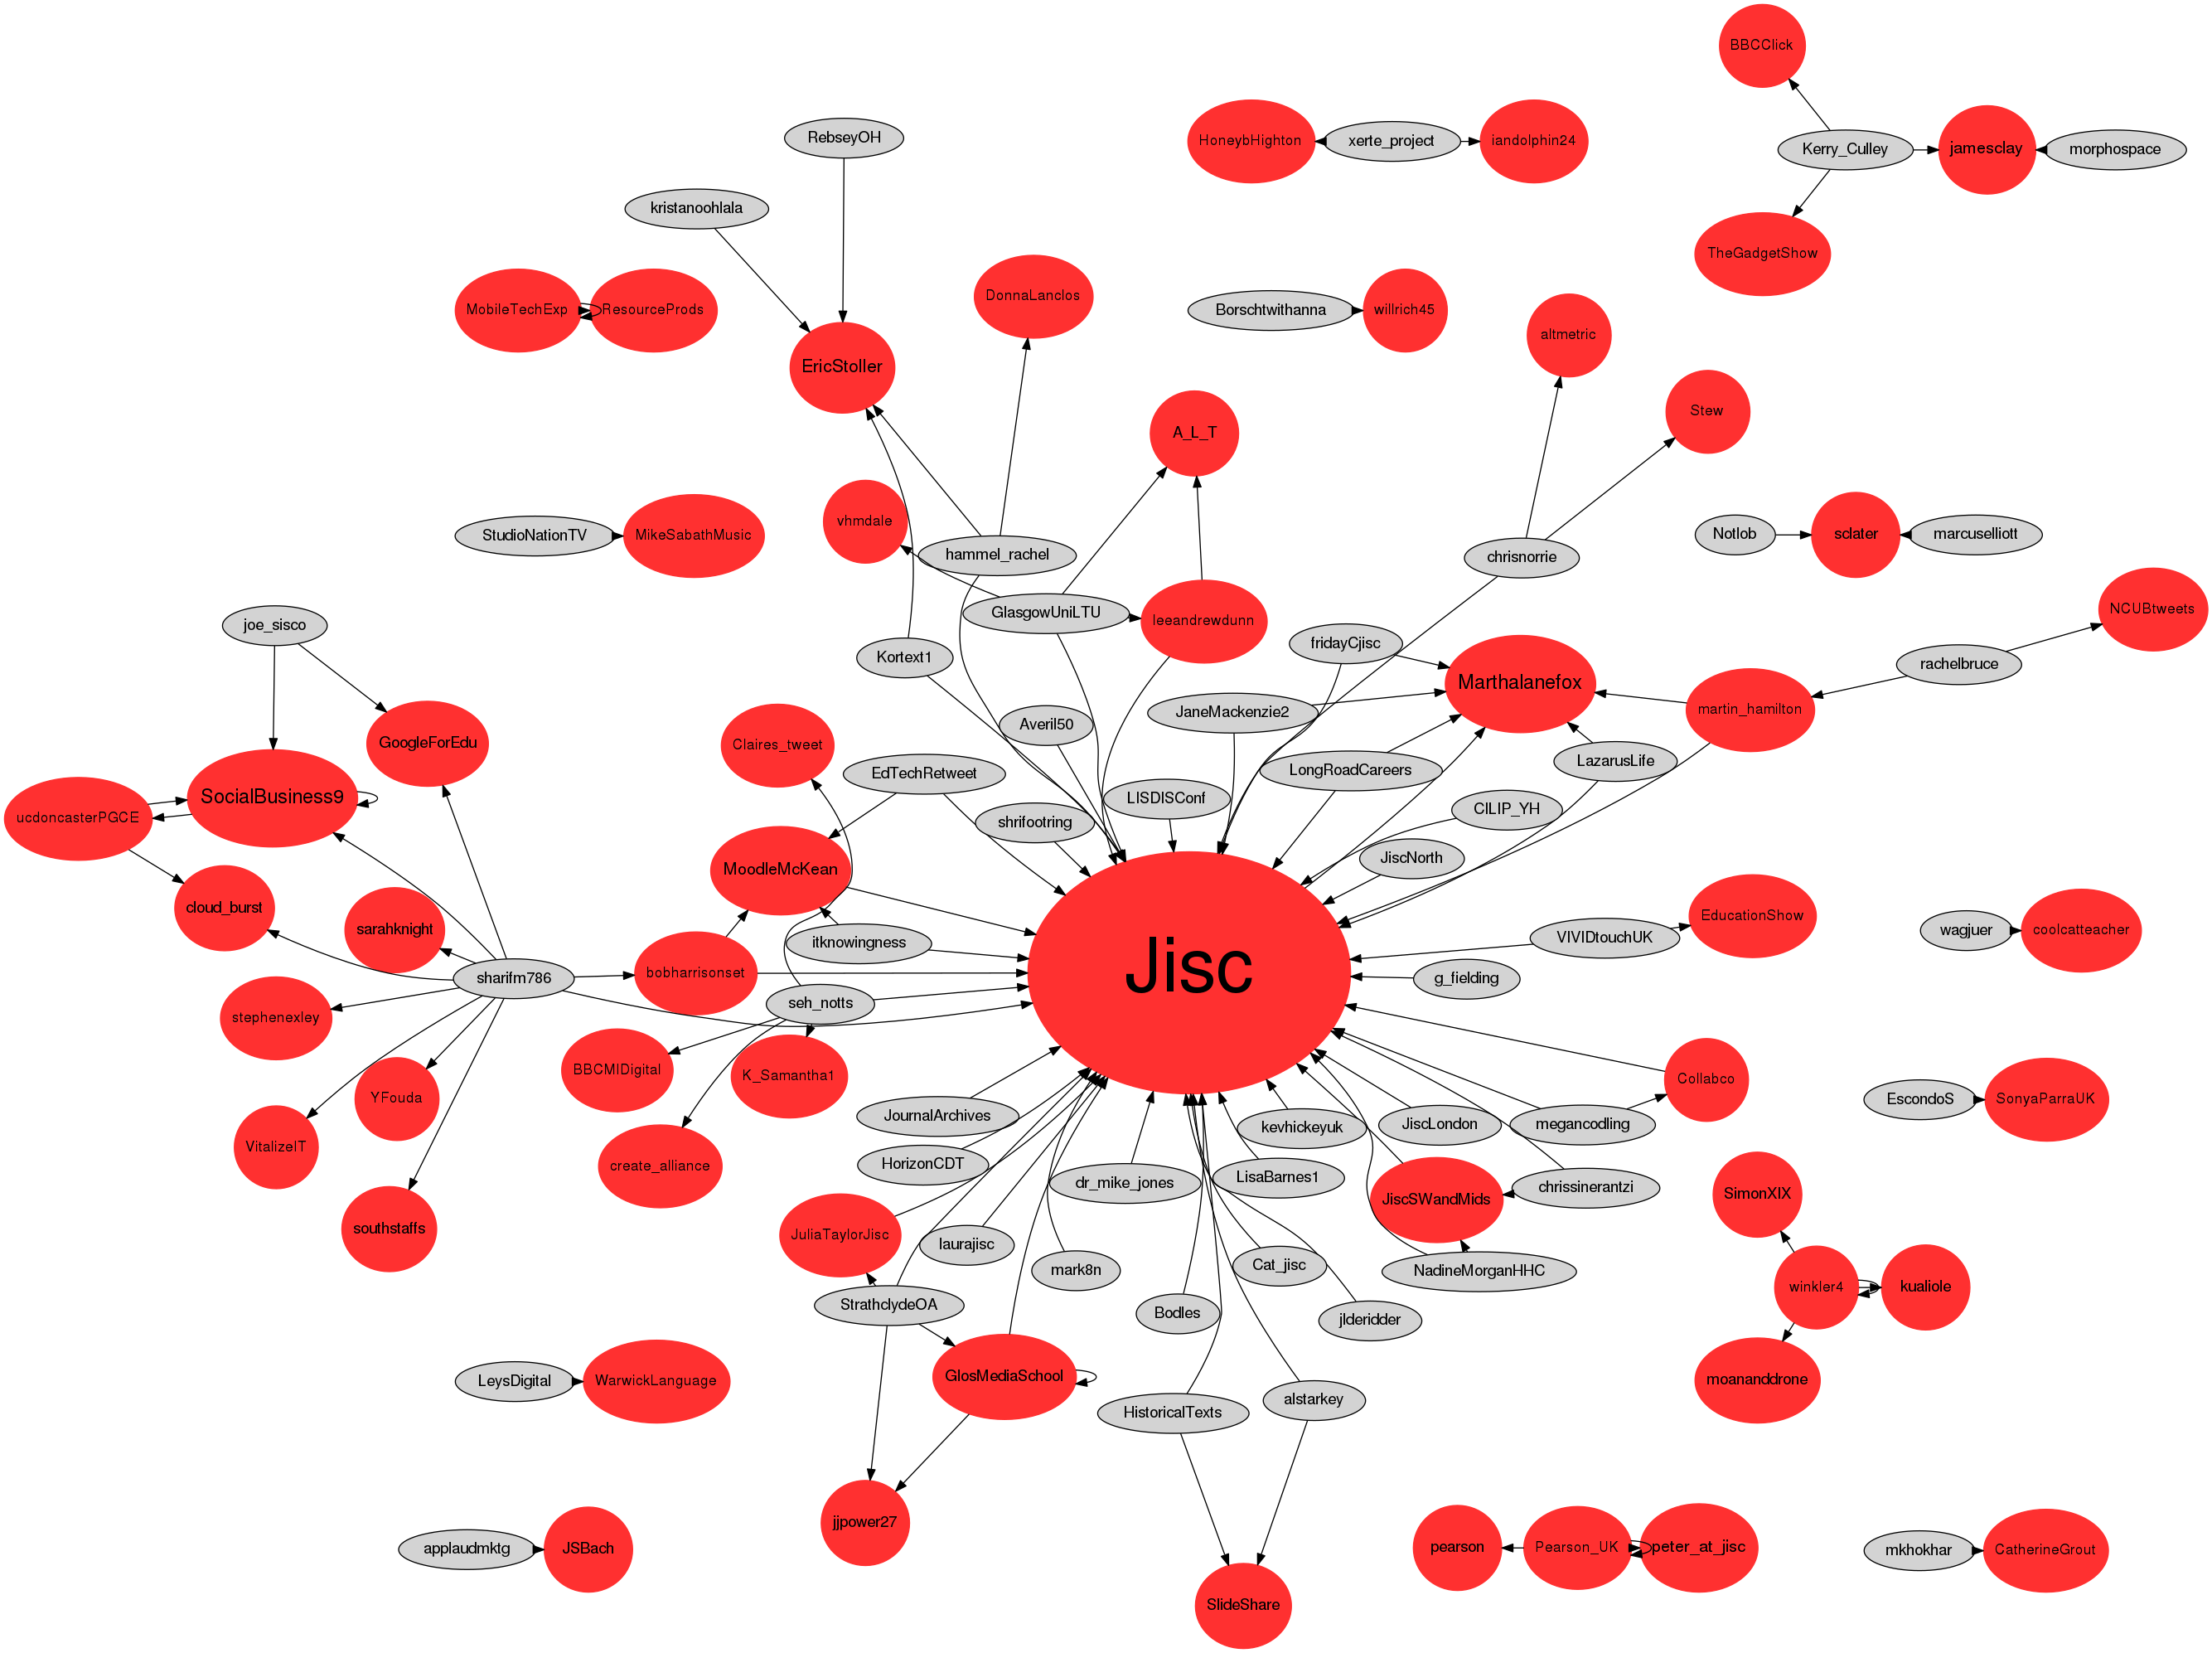 BBCClick
RebseyOH
HoneybHighton
xerte_project
iandolphin24
Kerry_Culley
jamesclay
morphospace
kristanoohlala
TheGadgetShow
DonnaLanclos
MobileTechExp
ResourceProds
Borschtwithanna
willrich45
altmetric
EricStoller
Stew
A_L_T
vhmdale
StudioNationTV
MikeSabathMusic
hammel_rachel
chrisnorrie
Notlob
sclater
marcuselliott
joe_sisco
GlasgowUniLTU
leeandrewdunn
NCUBtweets
fridayCjisc
Kortext1
rachelbruce
Marthalanefox
martin_hamilton
JaneMackenzie2
Averil50
GoogleForEdu
Claires_tweet
EdTechRetweet
LongRoadCareers
LazarusLife
SocialBusiness9
ucdoncasterPGCE
LISDISConf
CILIP_YH
shrifootring
JiscNorth
MoodleMcKean
cloud_burst
sarahknight
itknowingness
EducationShow
VIVIDtouchUK
wagjuer
coolcatteacher
sharifm786
bobharrisonset
Jisc
g_fielding
seh_notts
stephenexley
BBCMIDigital
K_Samantha1
Collabco
YFouda
JournalArchives
kevhickeyuk
JiscLondon
megancodling
EscondoS
SonyaParraUK
VitalizeIT
create_alliance
HorizonCDT
dr_mike_jones
LisaBarnes1
JiscSWandMids
chrissinerantzi
SimonXIX
southstaffs
JuliaTaylorJisc
laurajisc
mark8n
Cat_jisc
NadineMorganHHC
winkler4
kualiole
StrathclydeOA
Bodles
jlderidder
LeysDigital
WarwickLanguage
GlosMediaSchool
HistoricalTexts
alstarkey
moananddrone
jjpower27
applaudmktg
JSBach
pearson
Pearson_UK
peter_at_jisc
mkhokhar
CatherineGrout
SlideShare